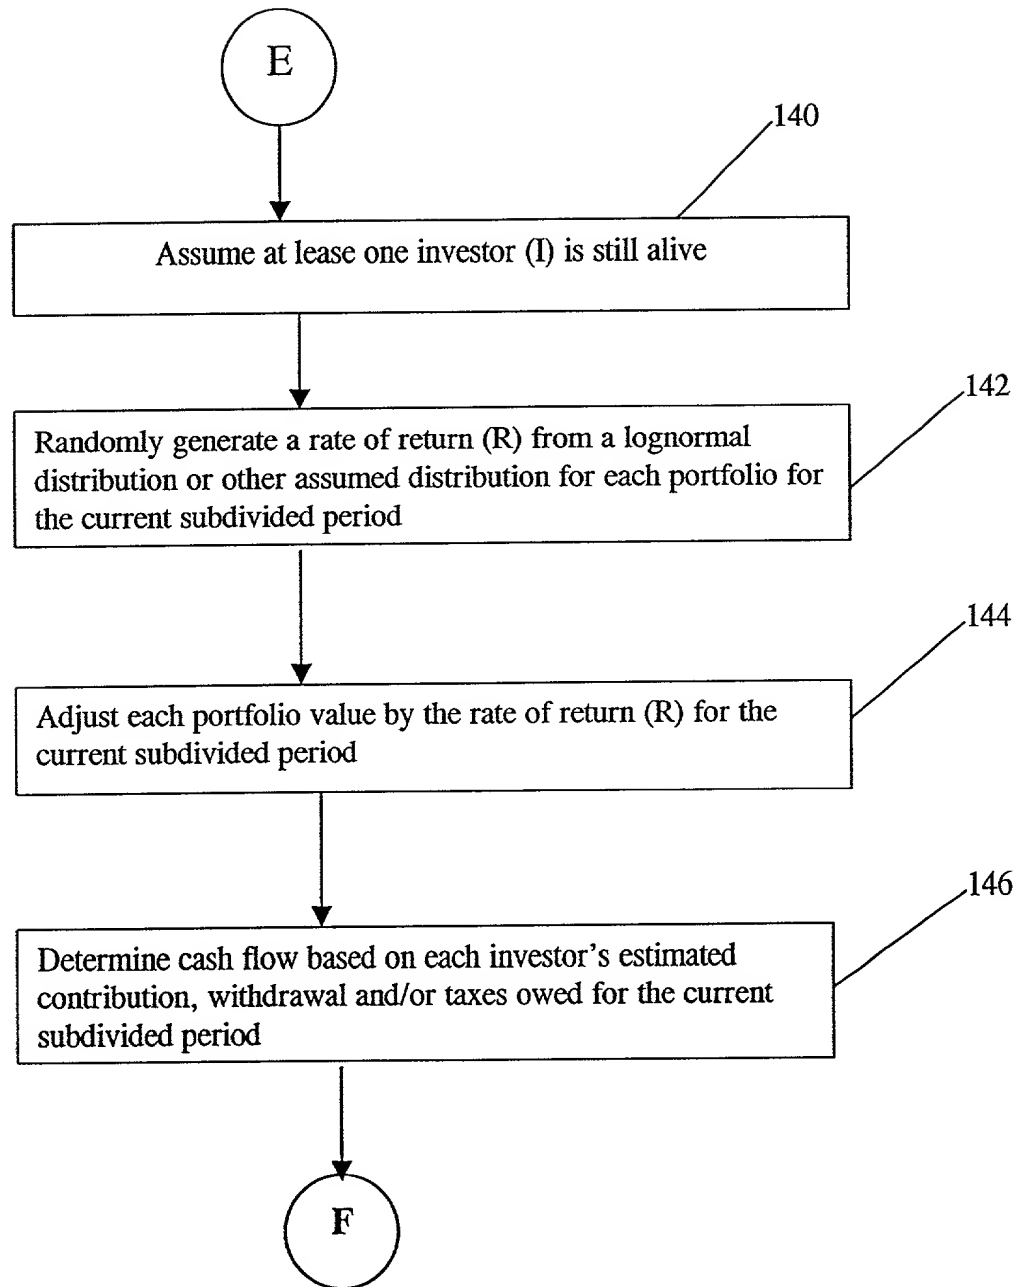 E
140
Assume at lease one investor (I) is still alive
142
Randomly generate a rate of return (R) from a lognormal
distribution or other assumed distribution for each portfolio for
the current subdivided period
144
Adjust each portfolio value by the rate of return (R) for the
current subdivided period
146
Determine cash flow based on each investor's estimated
contribution, withdrawal and/or taxes owed for the current
subdivided period
F